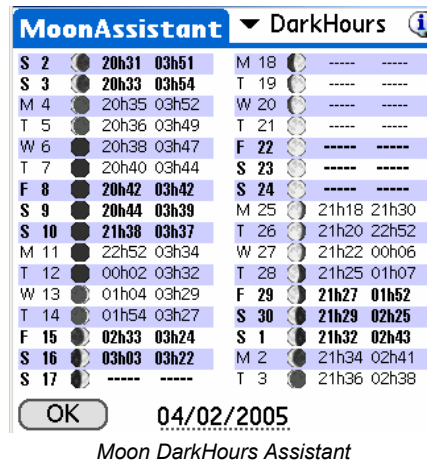 MoonAssistant ▼ DarkHours i
S 2 20h31 03h51
S 3 20h33 03h54
M 4 20h35 03h52
T 5 20h36 03h49
W 6 20h38 03h47
T 7 20h40 03h44
F 8 20h42 03h42
S 9 20h44 03h39
S 10 21h38 03h37
M 11 22h52 03h34
T 12 00h02 03h32
W 13 01h04 03h29
T 14 01h54 03h27
F 15 02h33 03h24
S 16 03h03 03h22
S 17 ----- -----
M 18 ----- -----
T 19 ----- -----
W 20 ----- -----
T 21 ----- -----
F 22 ----- -----
S 23 ----- -----
S 24 ----- -----
M 25 21h18 21h30
T 26 21h20 22h52
W 27 21h22 00h06
T 28 21h25 01h07
F 29 21h27 01h52
S 30 21h29 02h25
S 1 21h32 02h43
M 2 21h34 02h41
T 3 21h36 02h38
OK 04/02/2005
Moon DarkHours Assistant